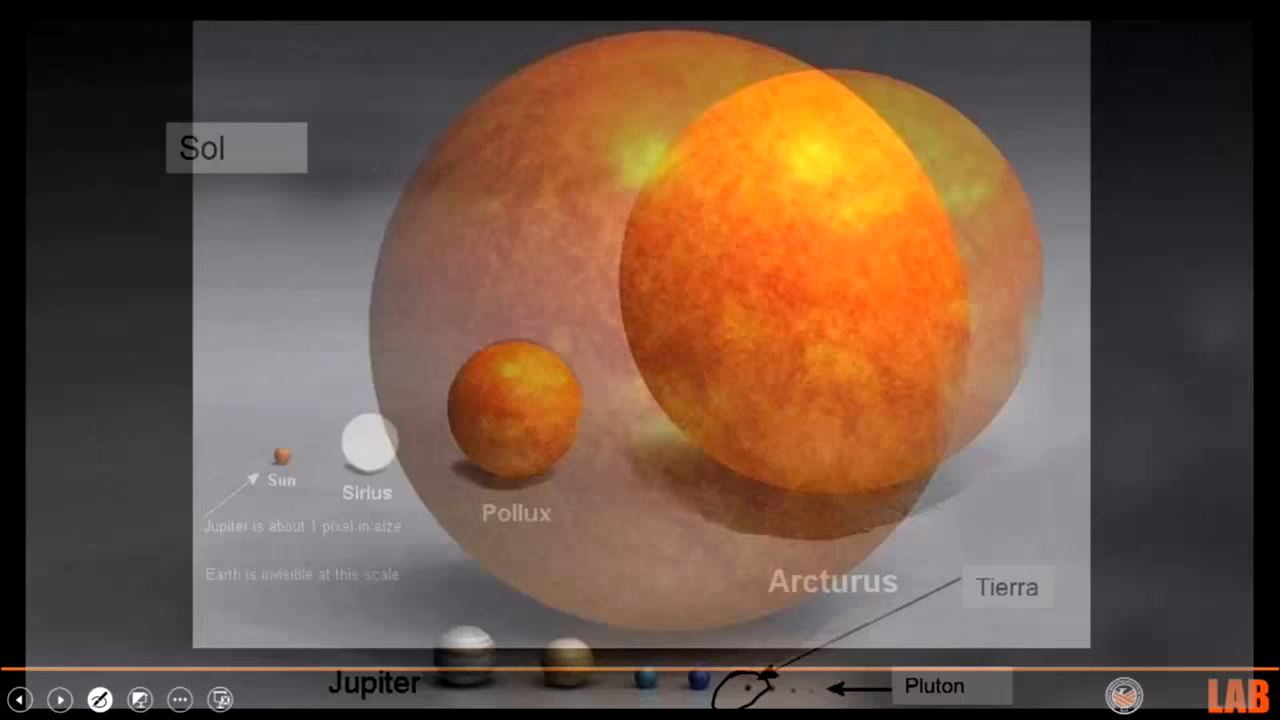 Sol
Sun
Sirius
Jupiter is about 1 pixel in size
Earth is invisible at this scale
Pollux
Arcturus
Tierra
Jupiter
Pluton
LAB